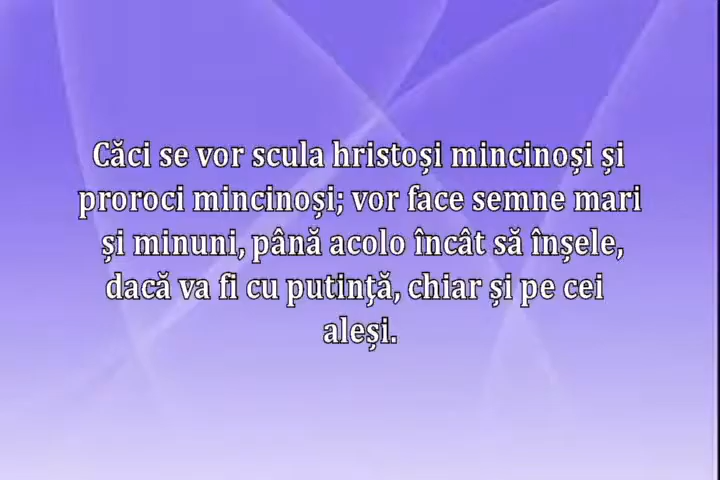 Căci se vor scula hristoși mincinoși și
proroci mincinoși; vor face semne mari
și minuni, până acolo încât să înșele,
dacă va fi cu putinţă, chiar și pe cei
aleși.